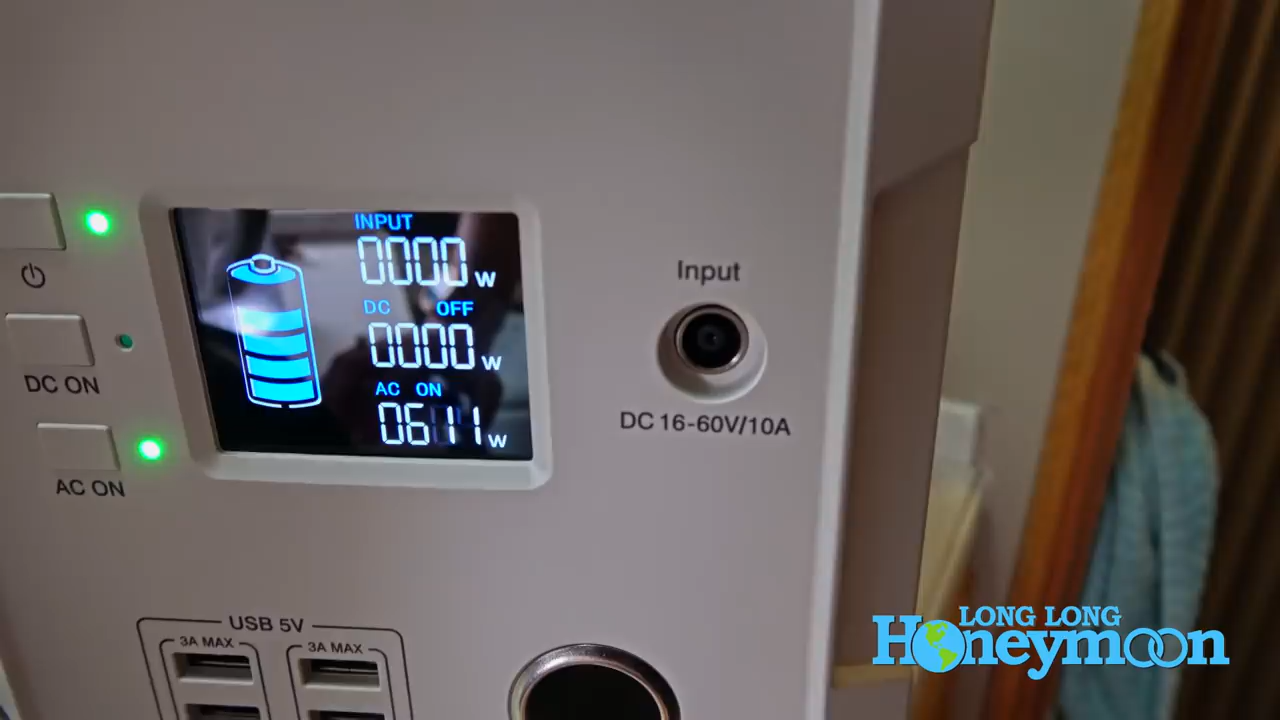 INPUT
0000 w
DC OFF
0000 w
AC ON
0611 w
DC ON
AC ON
Input
DC 16-60V/10A
USB 5V
3A MAX 3A MAX
LONG LONG
Honeymoon